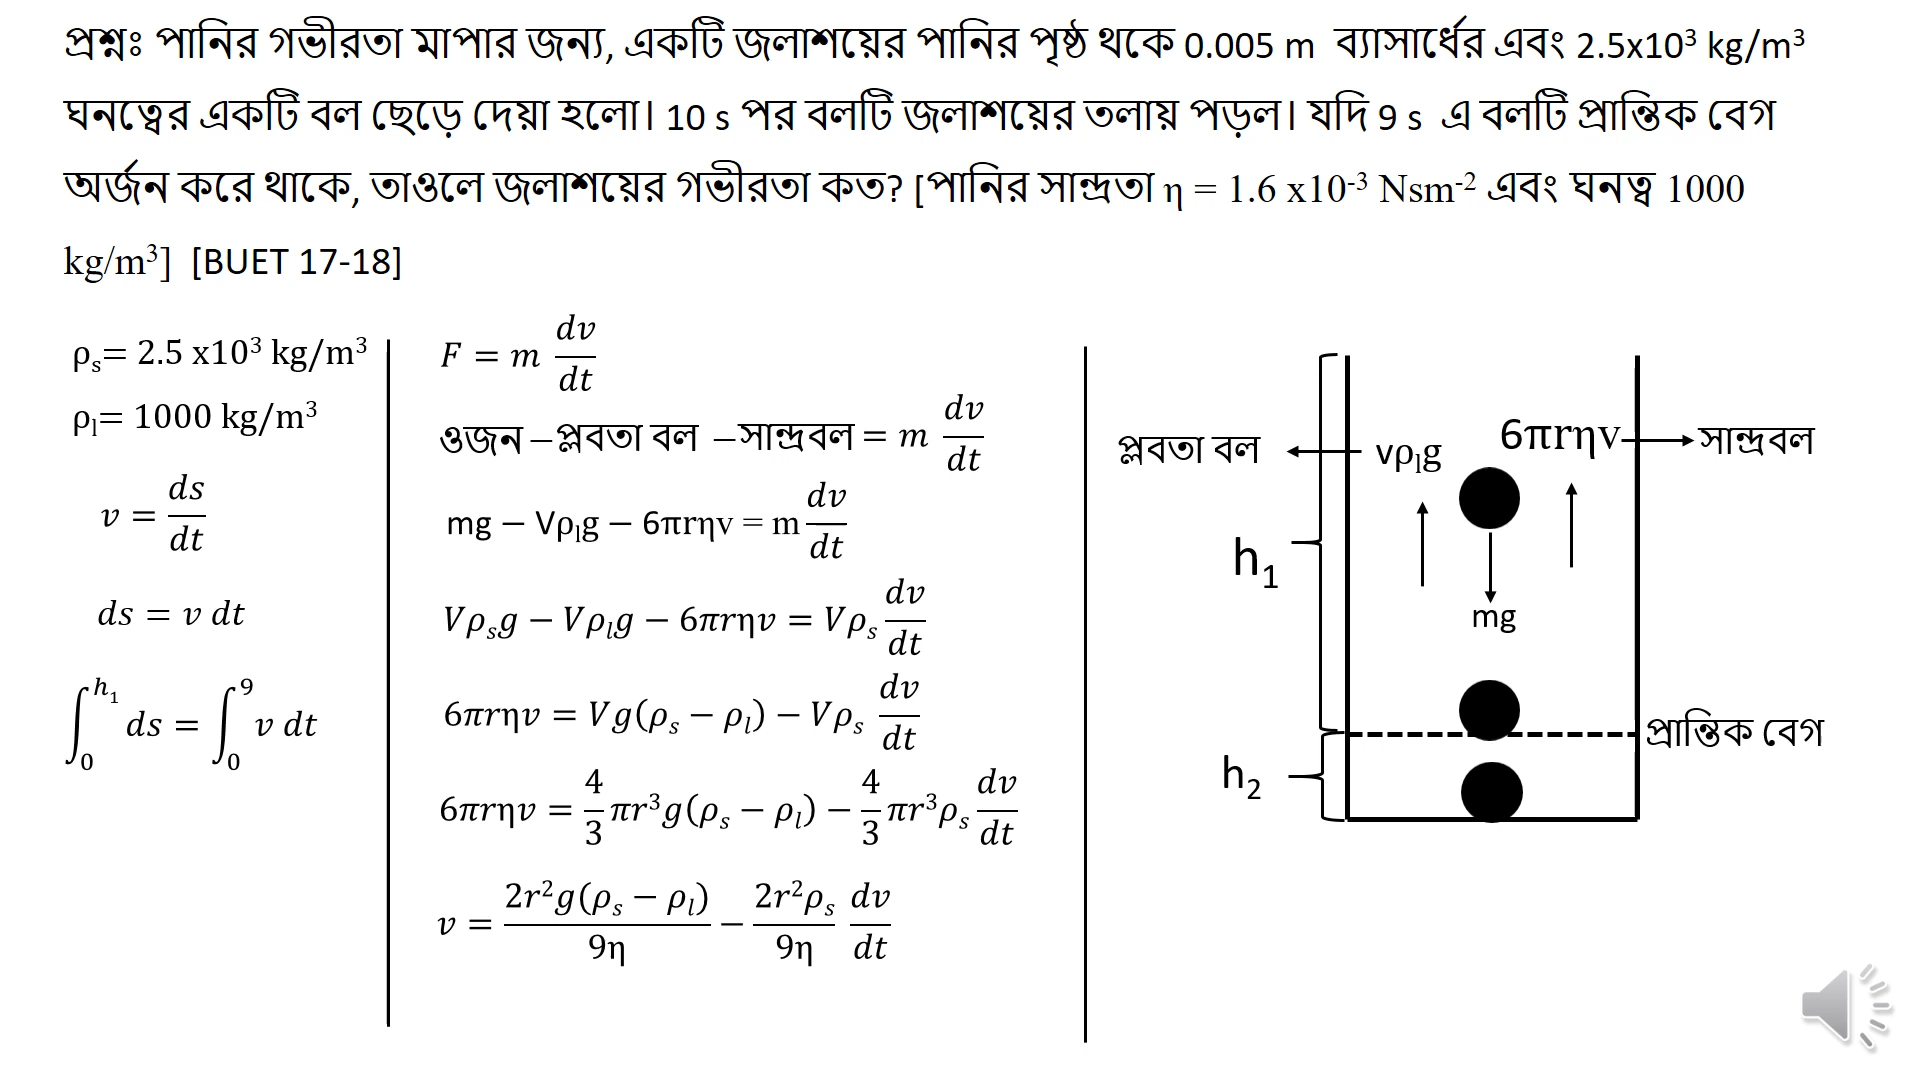 প্রশ্নঃ পানির গভীরতা মাপার জন্য, একটি জলাশয়ের পানির পৃষ্ঠ থকে 0.005 m ব্যাসার্ধের এবং 2.5x10³ kg/m³
ঘনত্বের একটি বল ছেড়ে দেয়া হলো। 10 s পর বলটি জলাশয়ের তলায় পড়ল। যদি 9 s এ বলটি প্রান্তিক বেগ
অর্জন করে থাকে, তাওলে জলাশয়ের গভীরতা কত? [পানির সান্দ্রতা η = 1.6 x10⁻³ Nsm⁻² এবং ঘনত্ব 1000
kg/m³] [BUET 17-18]
ρₛ= 2.5 x10³ kg/m³
ρₗ= 1000 kg/m³
v = ds/dt
ds = v dt
∫₀^h₁ ds = ∫₀^9 v dt
F = m dv/dt
ওজন – প্লবতা বল – সান্দ্রবল = m dv/dt
mg – Vρₗg – 6πrηv = m dv/dt
Vρₛg − Vρₗg − 6πrηv = Vρₛ dv/dt
6πrηv = Vg(ρₛ − ρₗ) − Vρₛ dv/dt
6πrηv = 4/3 πr³g(ρₛ − ρₗ) − 4/3 πr³ρₛ dv/dt
v = 2r²g(ρₛ − ρₗ)/9η − 2r²ρₛ/9η dv/dt
প্লবতা বল
vρₗg
6πrηv
সান্দ্রবল
h₁
mg
প্রান্তিক বেগ
h₂